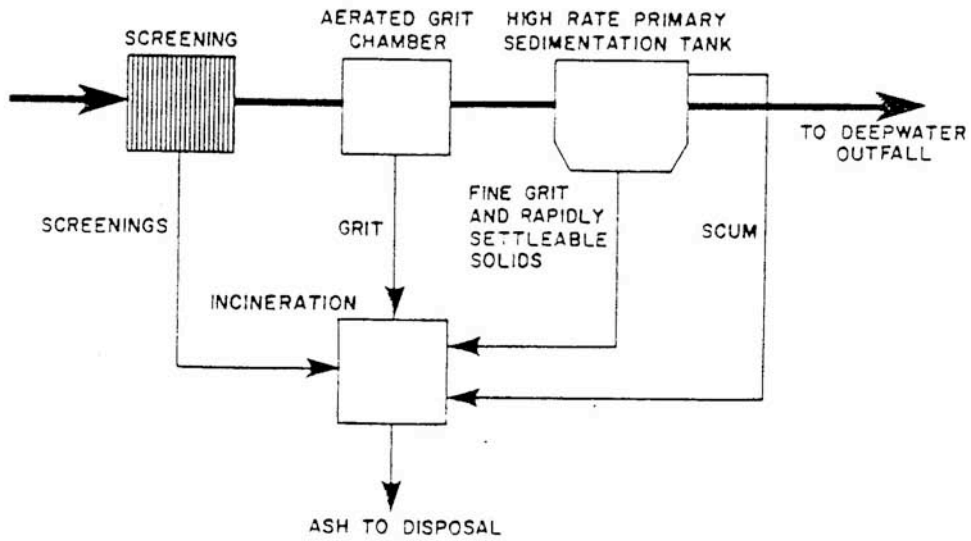 SCREENING
AERATED GRIT
CHAMBER
HIGH RATE PRIMARY
SEDIMENTATION TANK
TO DEEPWATER
OUTFALL
SCREENINGS
GRIT
FINE GRIT
AND RAPIDLY
SETTLEABLE
SOLIDS
SCUM
INCINERATION
ASH TO DISPOSAL